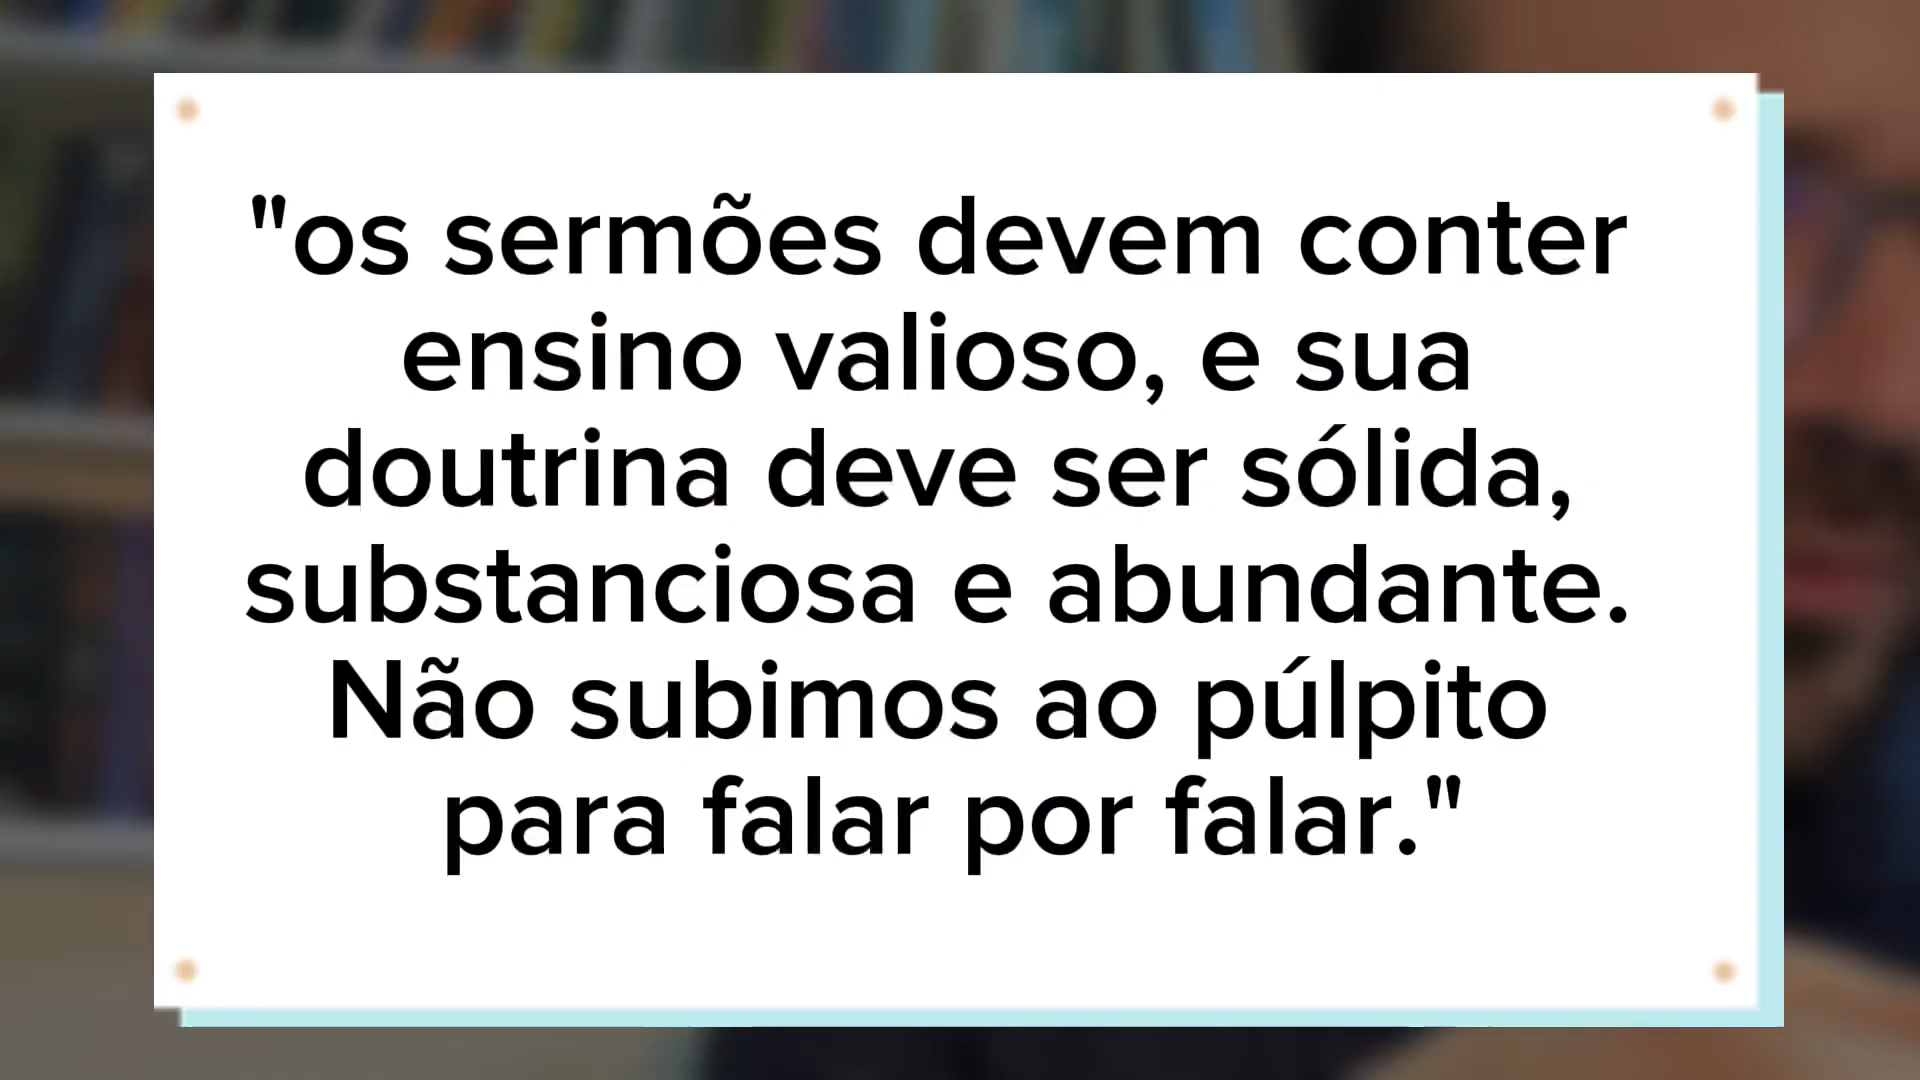 "os sermões devem conter
ensino valioso, e sua
doutrina deve ser sólida,
substanciosa e abundante.
Não subimos ao púlpito
para falar por falar."